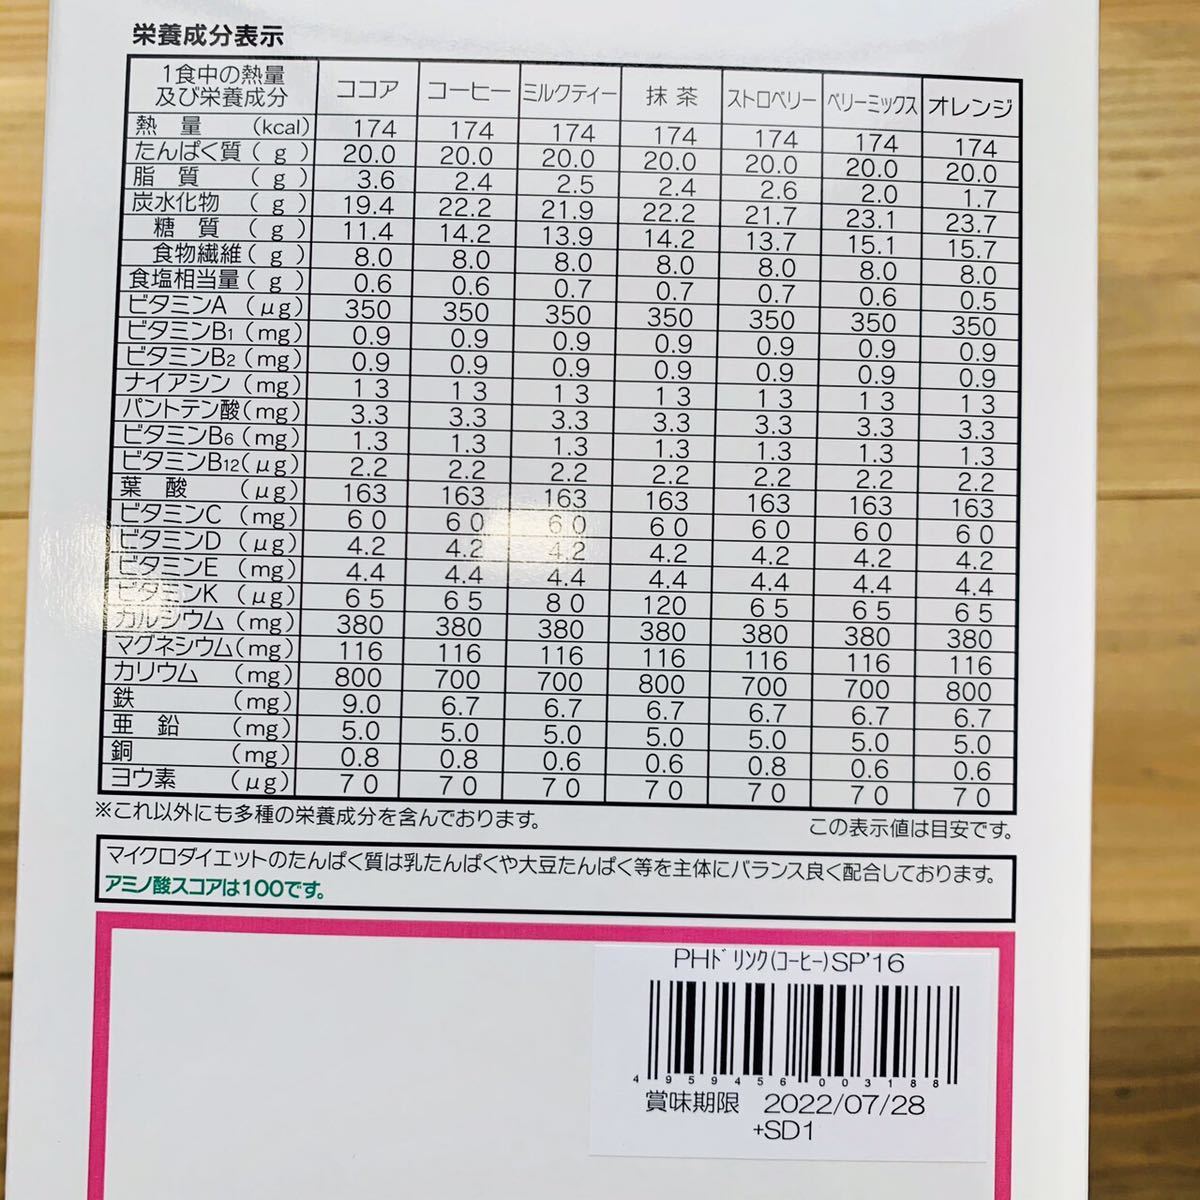 栄養成分表示
1食中の熱量及び栄養成分 ココア コーヒー ミルクティー 抹茶 ストロベリー ベリーミックス オレンジ
熱量 (kcal) 174 174 174 174 174 174 174
たんぱく質(g) 20.0 20.0 20.0 20.0 20.0 20.0 20.0
脂質 (g) 3.6 2.4 2.5 2.4 2.6 2.0 1.7
炭水化物 (g) 19.4 22.2 21.9 22.2 21.7 23.1 23.7
糖質 (g) 11.4 14.2 13.9 14.2 13.7 15.1 15.7
食物繊維(g) 8.0 8.0 8.0 8.0 8.0 8.0 8.0
食塩相当量(g) 0.6 0.6 0.7 0.7 0.7 0.6 0.5
ビタミンA (μg) 350 350 350 350 350 350 350
ビタミンB1 (mg) 0.9 0.9 0.9 0.9 0.9 0.9 0.9
ビタミンB2 (mg) 0.9 0.9 0.9 0.9 0.9 0.9 0.9
ナイアシン (mg) 13 13 13 13 13 13 13
パントテン酸(mg) 3.3 3.3 3.3 3.3 3.3 3.3 3.3
ビタミンB6 (mg) 1.3 1.3 1.3 1.3 1.3 1.3 1.3
ビタミンB12(μg) 2.2 2.2 2.2 2.2 2.2 2.2 2.2
葉酸 (μg) 163 163 163 163 163 163 163
ビタミンC (mg) 60 60 60 60 60 60 60
ビタミンD (μg) 4.2 4.2 4.2 4.2 4.2 4.2 4.2
ビタミンE (mg) 4.4 4.4 4.4 4.4 4.4 4.4 4.4
ビタミンK (μg) 65 65 80 120 65 65 65
カルシウム (mg) 380 380 380 380 380 380 380
マグネシウム(mg) 116 116 116 116 116 116 116
カリウム (mg) 800 700 700 800 700 700 800
鉄 (mg) 9.0 6.7 6.7 6.7 6.7 6.7 6.7
亜鉛 (mg) 5.0 5.0 5.0 5.0 5.0 5.0 5.0
銅 (mg) 0.8 0.8 0.6 0.6 0.8 0.6 0.6
ヨウ素 (μg) 70 70 70 70 70 70 70
※これ以外にも多種の栄養成分を含んでおります。 この表示値は目安です。
マイクロダイエットのたんぱく質は乳たんぱくや大豆たんぱく等を主体にバランス良く配合しております。
アミノ酸スコアは100です。
PHﾄﾞﾘﾝｸ(ｺｰﾋｰ)SP'16
4959456003188
賞味期限 2022/07/28
+SD1